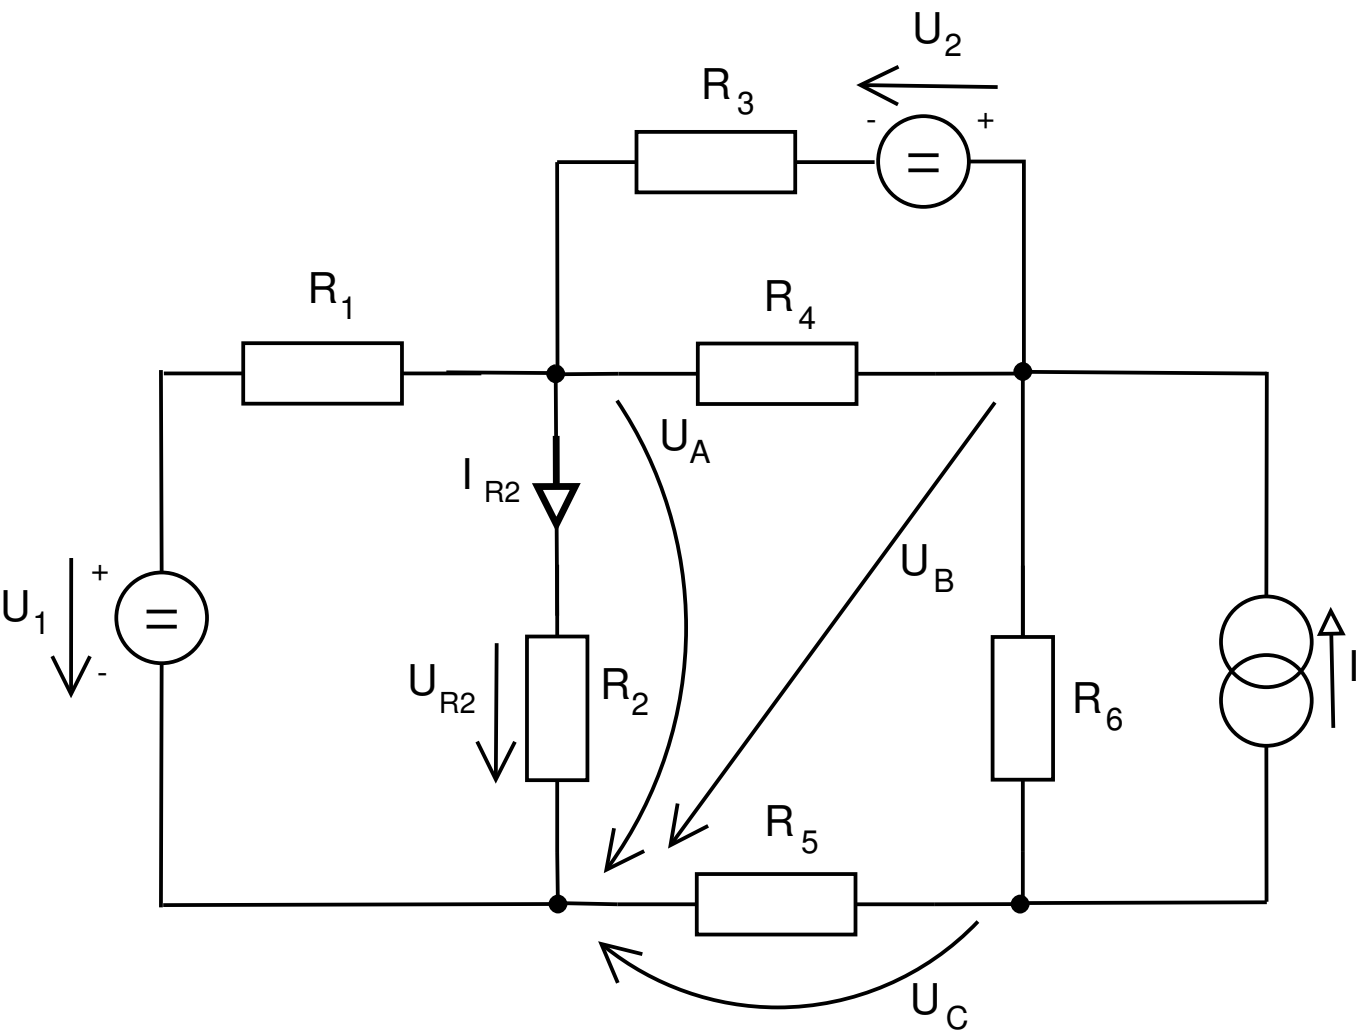 U2
R3
- +
=
R1
R4
UA
IR2
UB
U1
+
=
-
UR2
R2
R6
I
R5
UC